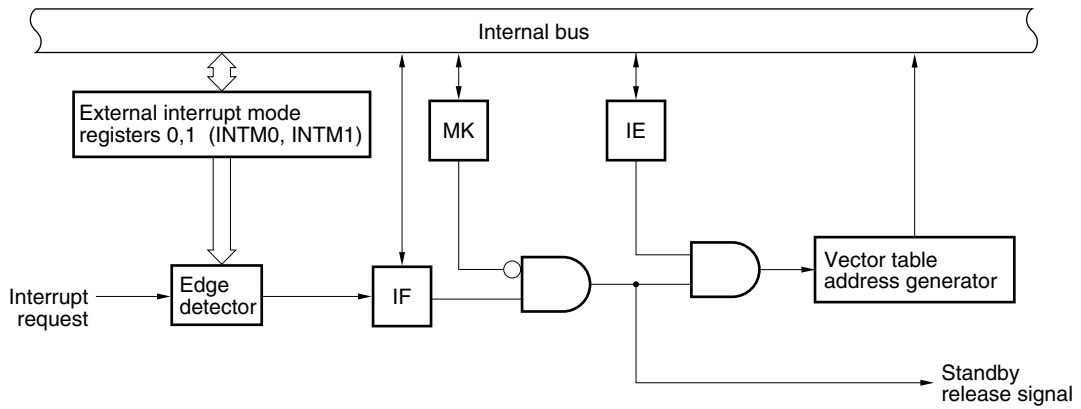 Internal bus
External interrupt mode
registers 0,1 (INTM0, INTM1)
MK
IE
Interrupt
request
Edge
detector
IF
Vector table
address generator
Standby
release signal